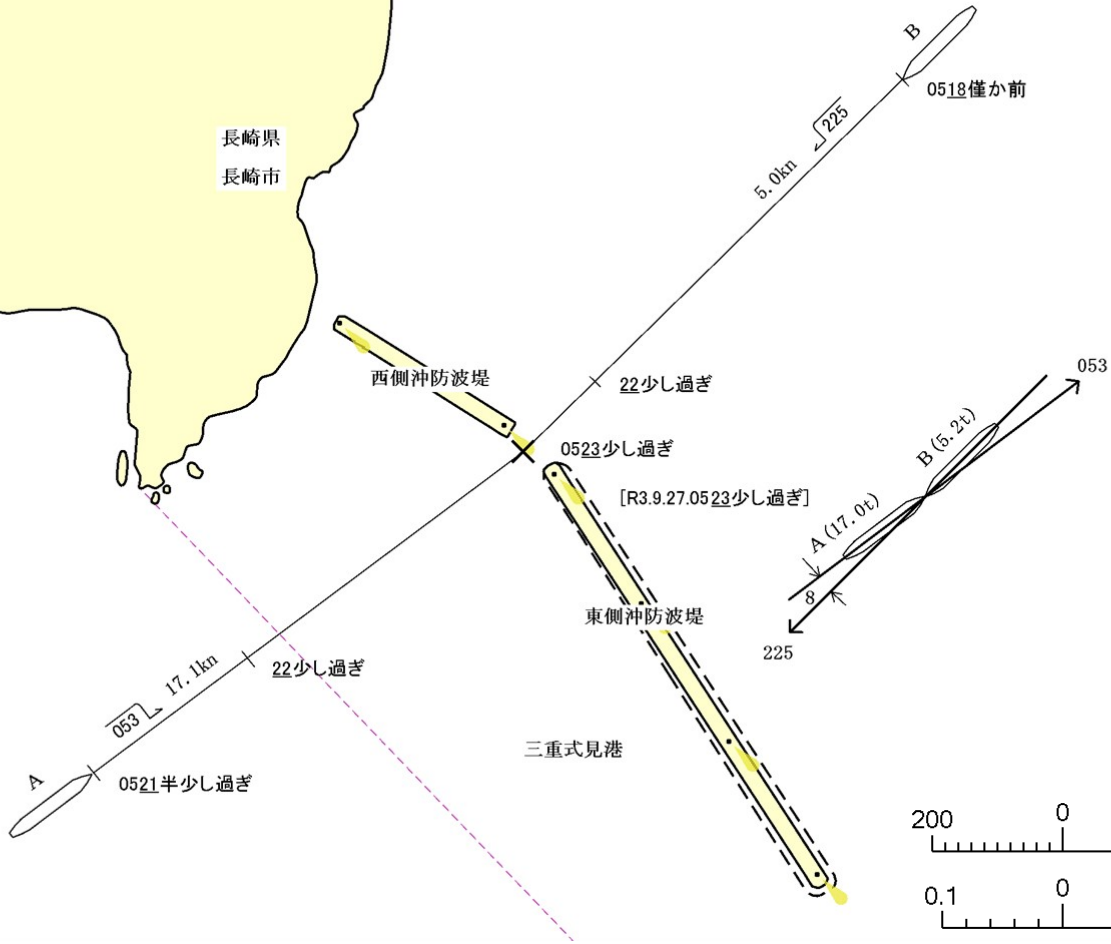 長崎県
長崎市
B
0518僅か前
225
5.0kn
西側沖防波堤
22少し過ぎ
0523少し過ぎ
[R3.9.27.0523少し過ぎ]
053
B(5.2t)
A(17.0t)
8
225
東側沖防波堤
22少し過ぎ
17.1kn
053
三重式見港
A
0521半少し過ぎ
200
0
0.1
0